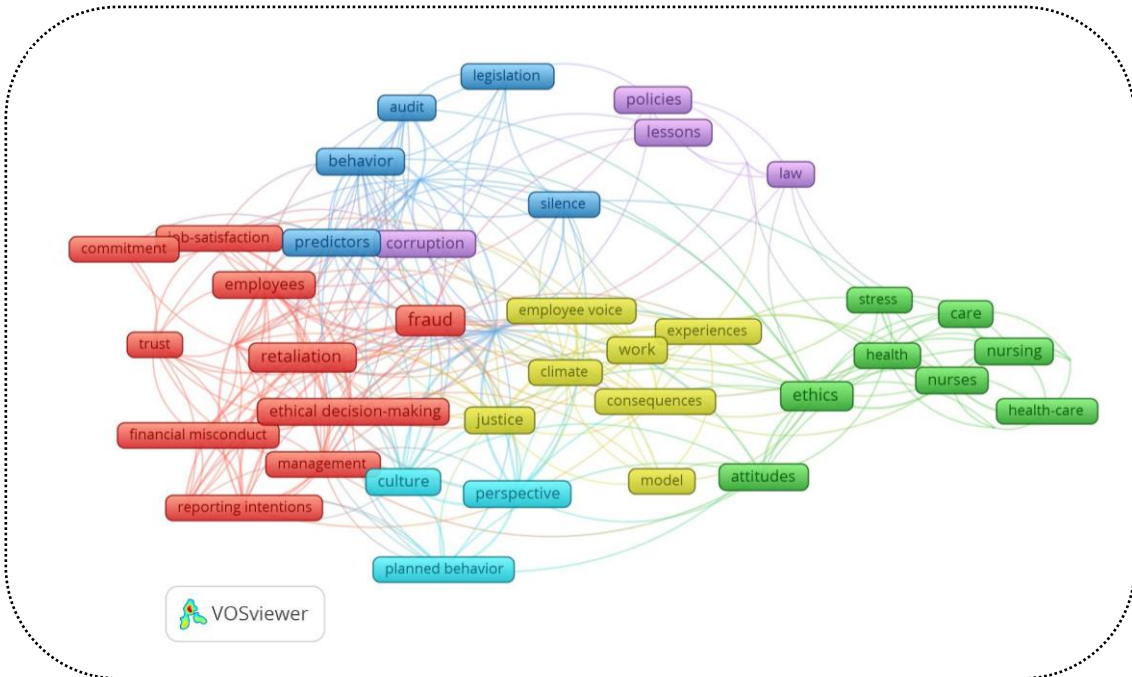 legislation
policies
audit
lessons
behavior
law
silence
job-satisfaction
commitment
predictors
corruption
employees
stress
employee voice
care
fraud
experiences
trust
work
retaliation
health
nursing
climate
nurses
ethics
consequences
ethical decision-making
health-care
justice
financial misconduct
management
attitudes
culture
model
perspective
reporting intentions
planned behavior
VOSviewer